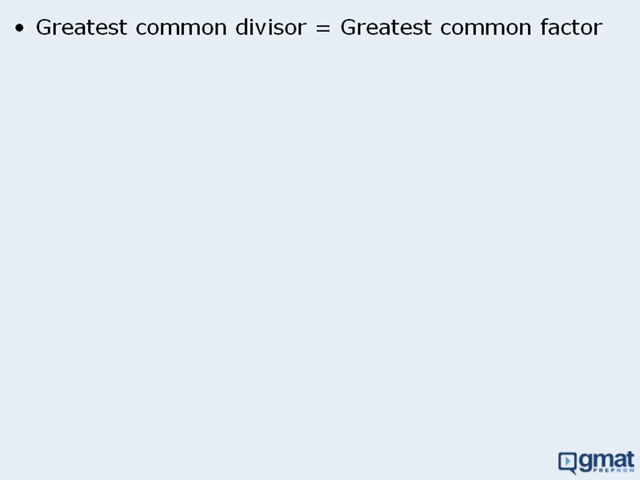 • Greatest common divisor = Greatest common factor
gmat
PREPNOW